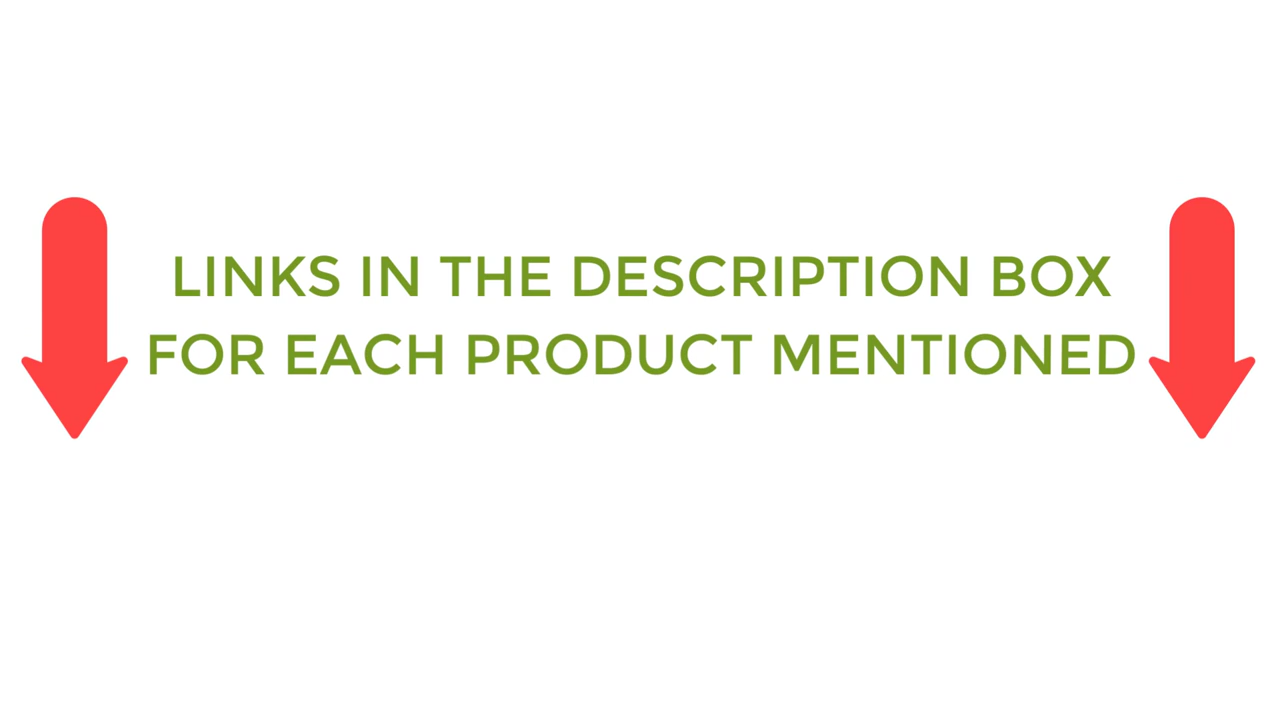 LINKS IN THE DESCRIPTION BOX
FOR EACH PRODUCT MENTIONED